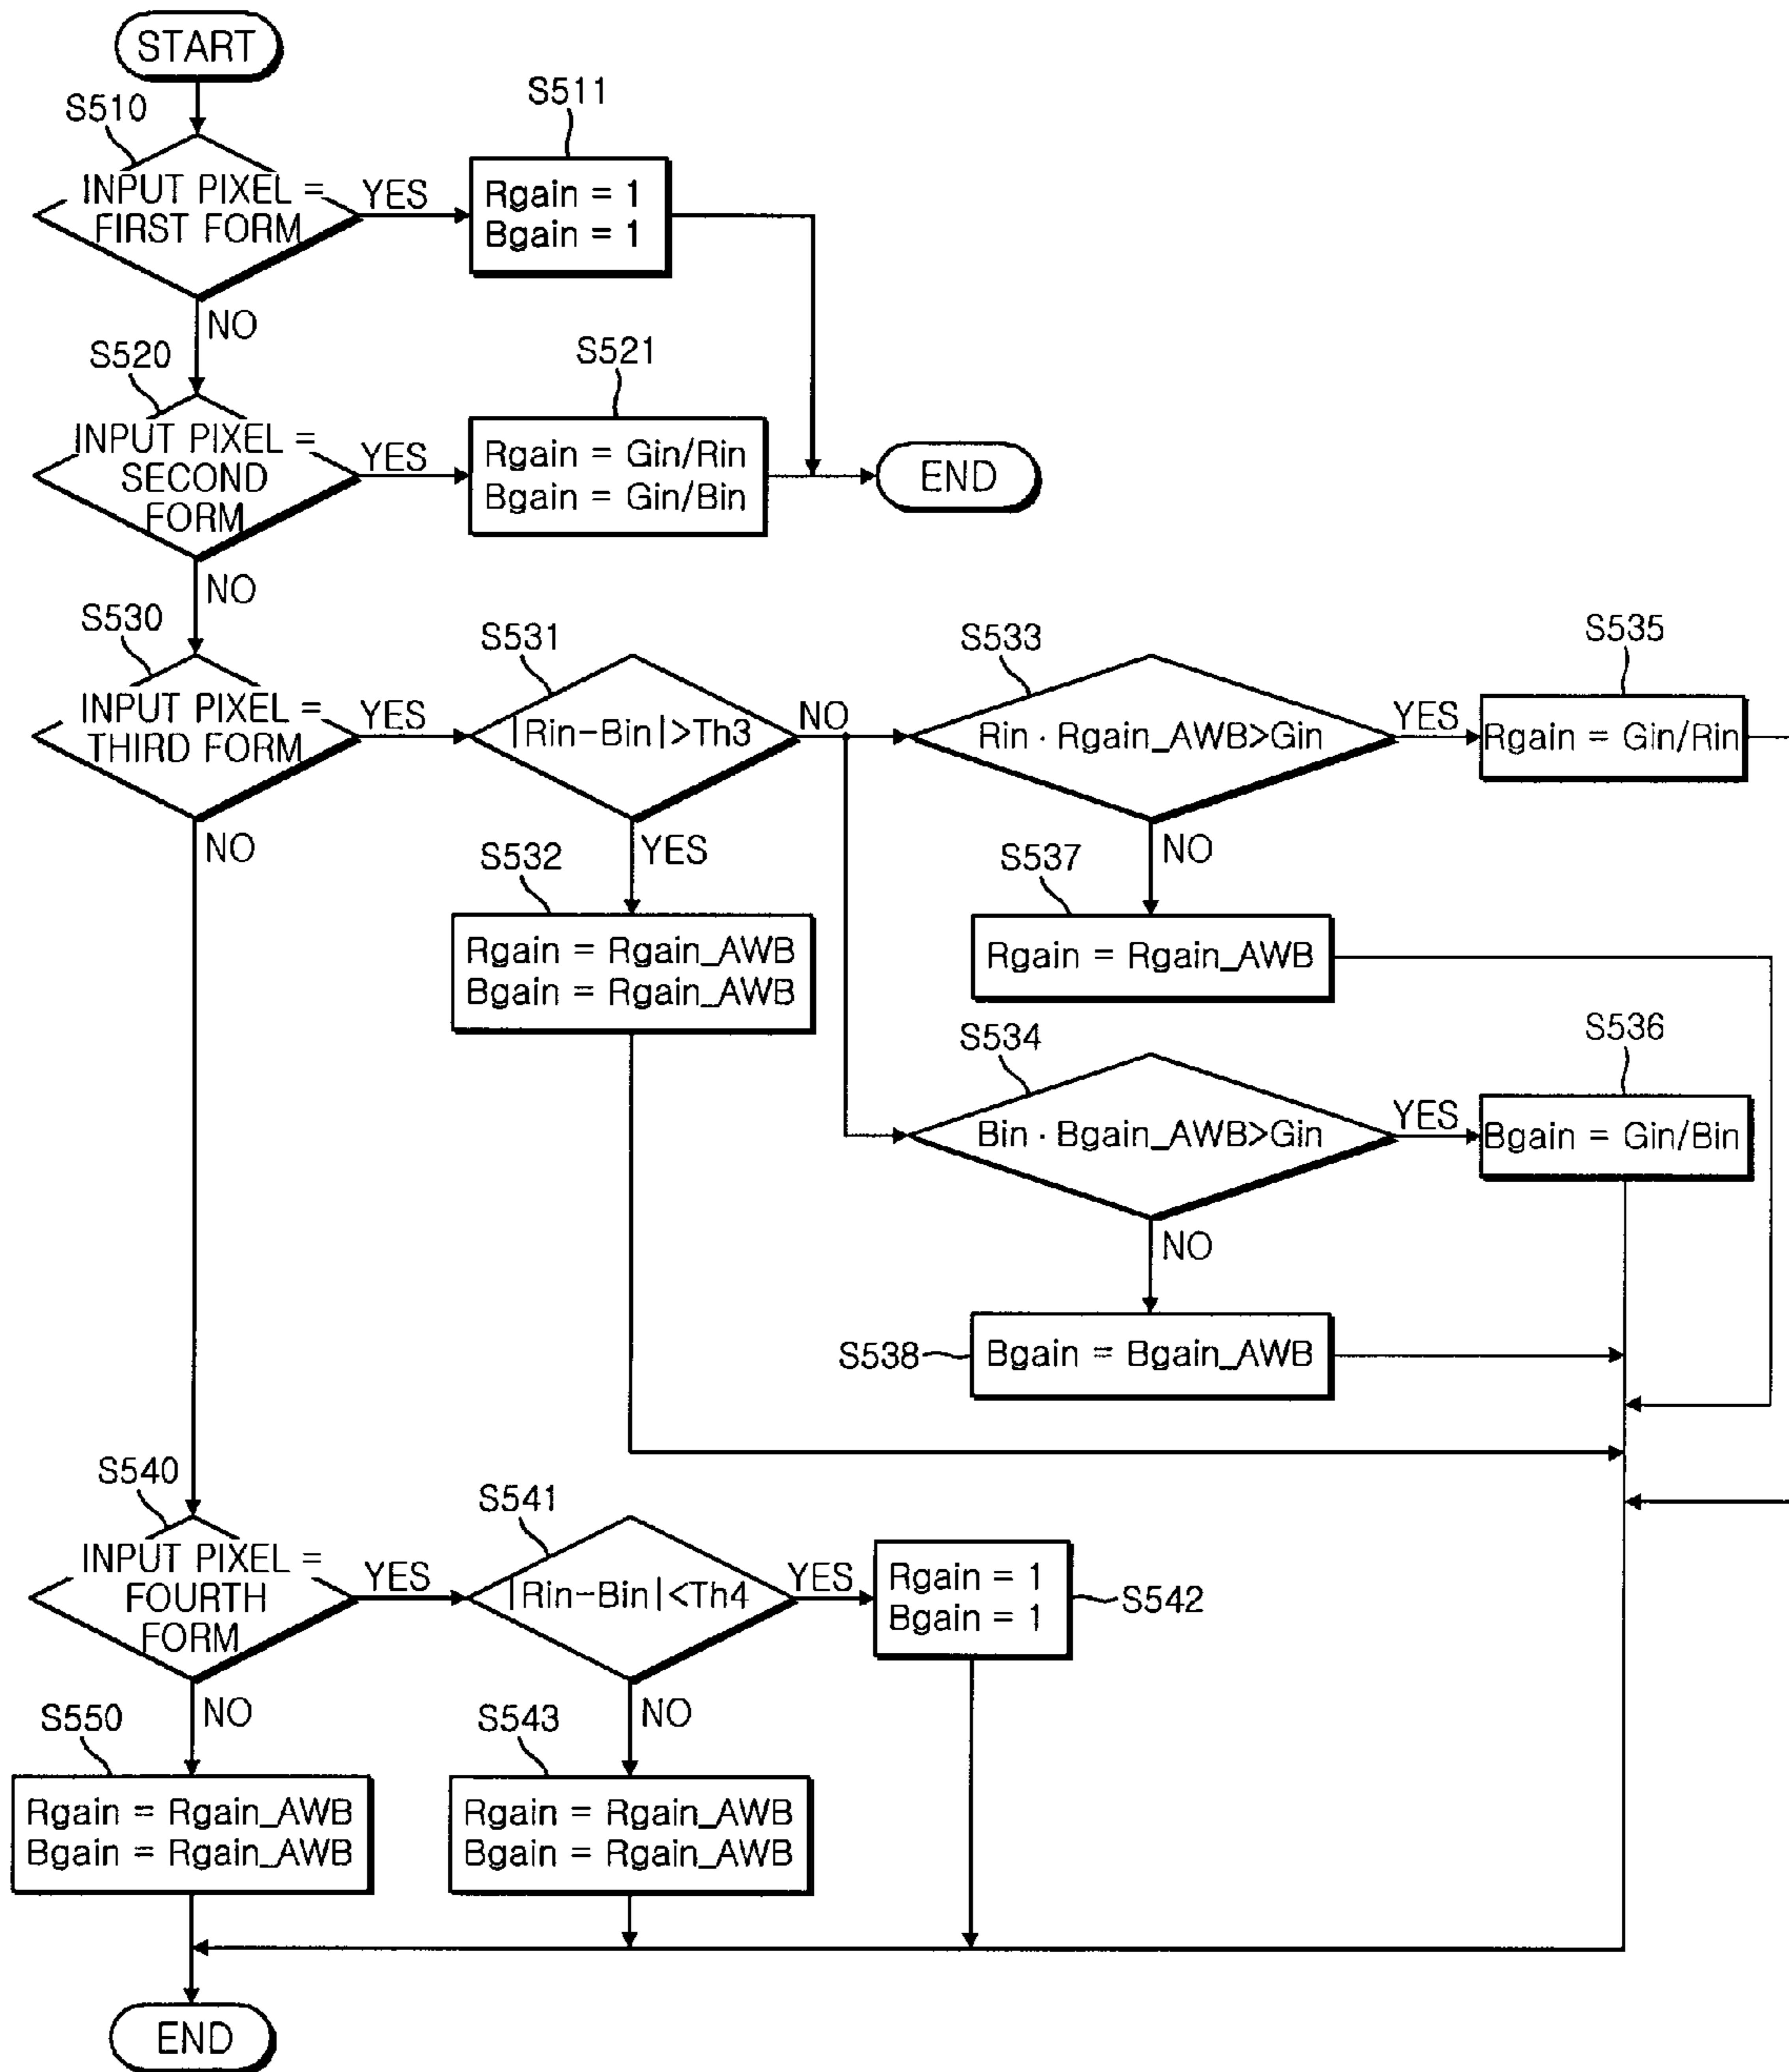 START
S510
S511
INPUT PIXEL =
FIRST FORM
YES
Rgain = 1
Bgain = 1
NO
S520
S521
INPUT PIXEL =
SECOND
FORM
YES
Rgain = Gin/Rin
Bgain = Gin/Bin
END
NO
S530
S531
S533
S535
INPUT PIXEL =
THIRD FORM
YES
|Rin-Bin|>Th3
NO
Rin · Rgain_AWB>Gin
YES
Rgain = Gin/Rin
NO
S532
YES
S537
NO
Rgain = Rgain_AWB
Bgain = Rgain_AWB
Rgain = Rgain_AWB
S534
S536
Bin · Bgain_AWB>Gin
YES
Bgain = Gin/Bin
NO
S538
Bgain = Bgain_AWB
S540
S541
INPUT PIXEL =
FOURTH
FORM
YES
|Rin-Bin|<Th4
YES
Rgain = 1
Bgain = 1
S542
S550
NO
S543
NO
Rgain = Rgain_AWB
Bgain = Rgain_AWB
Rgain = Rgain_AWB
Bgain = Rgain_AWB
END